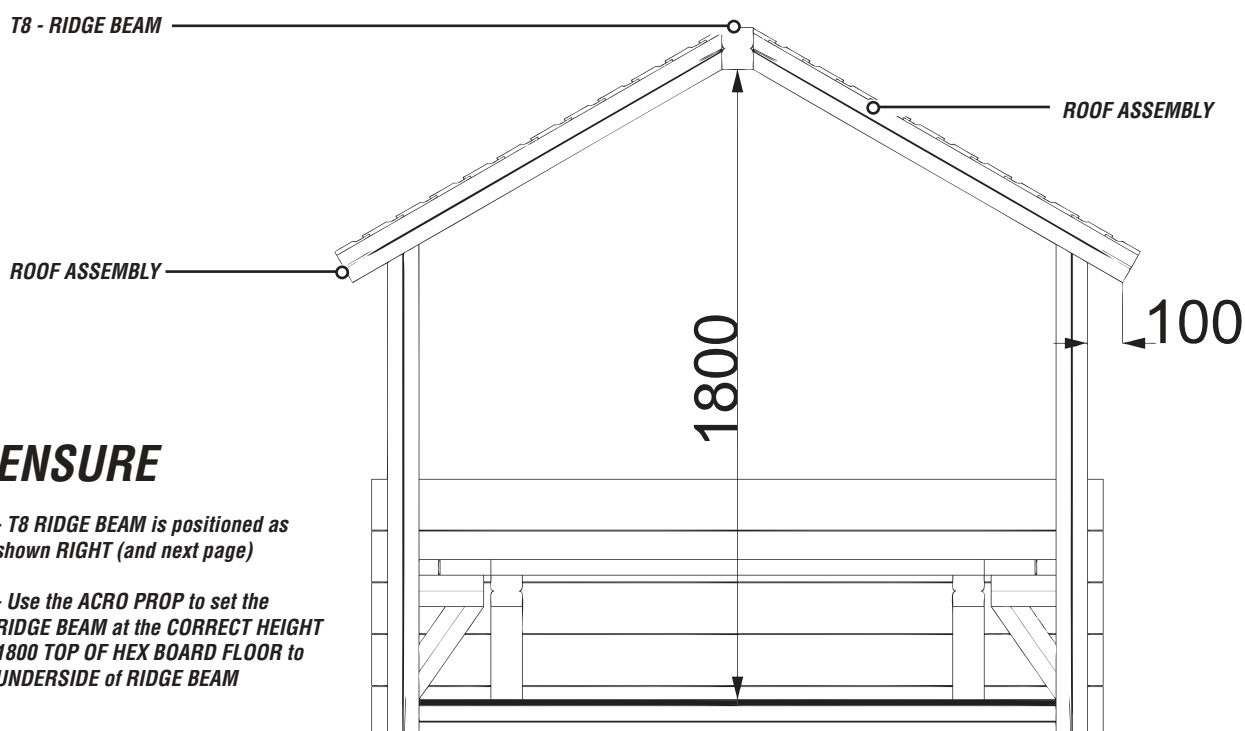 T8 - RIDGE BEAM
ROOF ASSEMBLY
ROOF ASSEMBLY
1800
100
ENSURE
- T8 RIDGE BEAM is positioned as
shown RIGHT (and next page)
- Use the ACRO PROP to set the
RIDGE BEAM at the CORRECT HEIGHT
1800 TOP OF HEX BOARD FLOOR to
UNDERSIDE of RIDGE BEAM